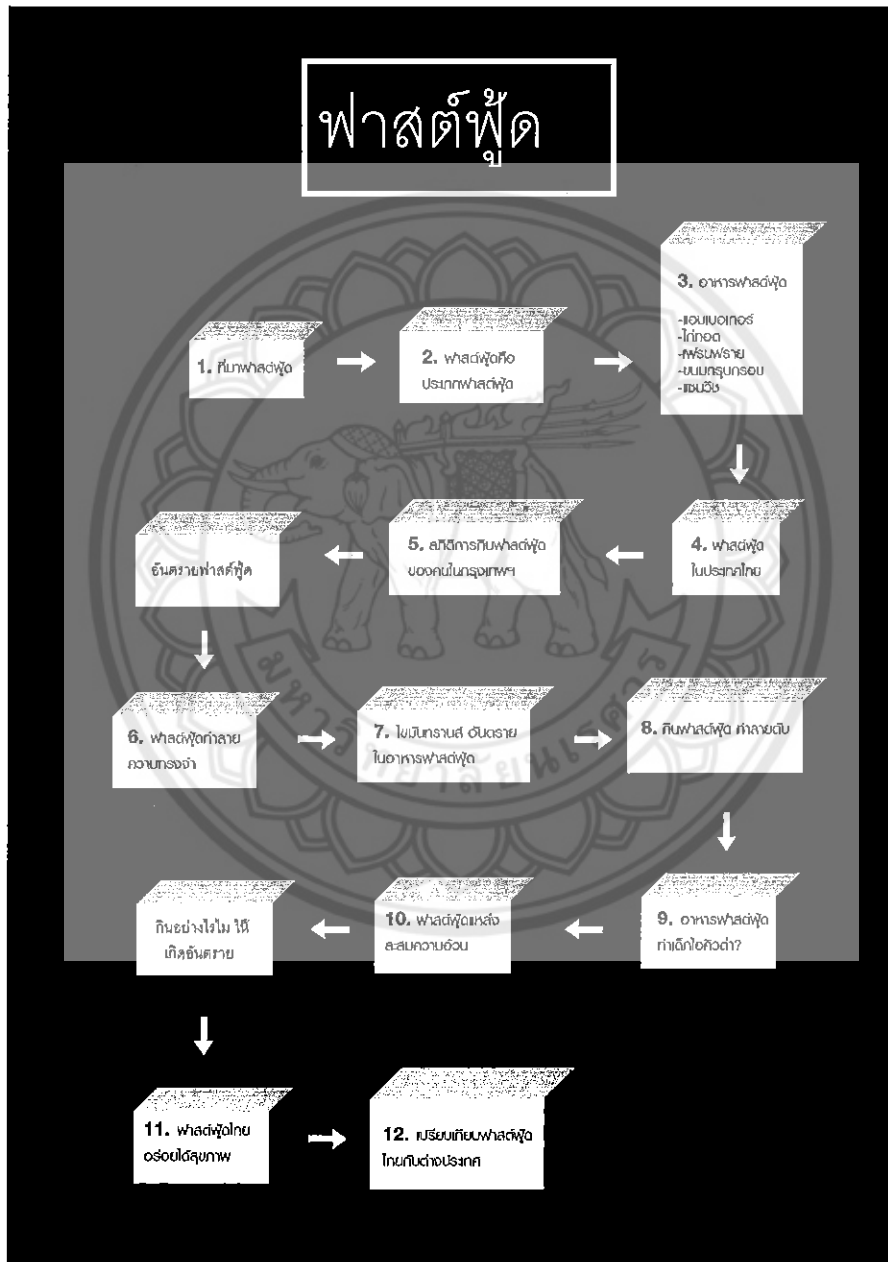 ฟาสต์ฟู้ด
1. ที่มาฟาสต์ฟู้ด
2. ฟาสต์ฟู้ดคือ
ประเภทฟาสต์ฟู้ด
3. อาหารฟาสต์ฟู้ด
-แฮมเบอเกอร์
-ไก่ทอด
-เฟรนฟราย
-ขนมกรุบกรอบ
-แซนวิช
4. ฟาสต์ฟู้ด
ในประเทศไทย
5. สถิติการกินฟาสต์ฟู้ด
ของคนในกรุงเทพฯ
อันตรายฟาสต์ฟู้ด
6. ฟาสต์ฟู้ดทำลาย
ความทรงจำ
7. ไขมันทรานส์ อันตราย
ในอาหารฟาสต์ฟู้ด
8. กินฟาสต์ฟู้ด ทำลายตับ
9. อาหารฟาสต์ฟู้ด
ทำเด็กไอคิวต่ำ?
10. ฟาสต์ฟู้ดแหล่ง
สะสมความอ้วน
กินอย่างไรไม่ ให้
เกิดอันตราย
11. ฟาสต์ฟู้ดไทย
อร่อยได้สุขภาพ
12. เปรียบเทียบฟาสต์ฟู้ด
ไทยกับต่างประเทศ
มหาวิทยาลัยนเรศวร